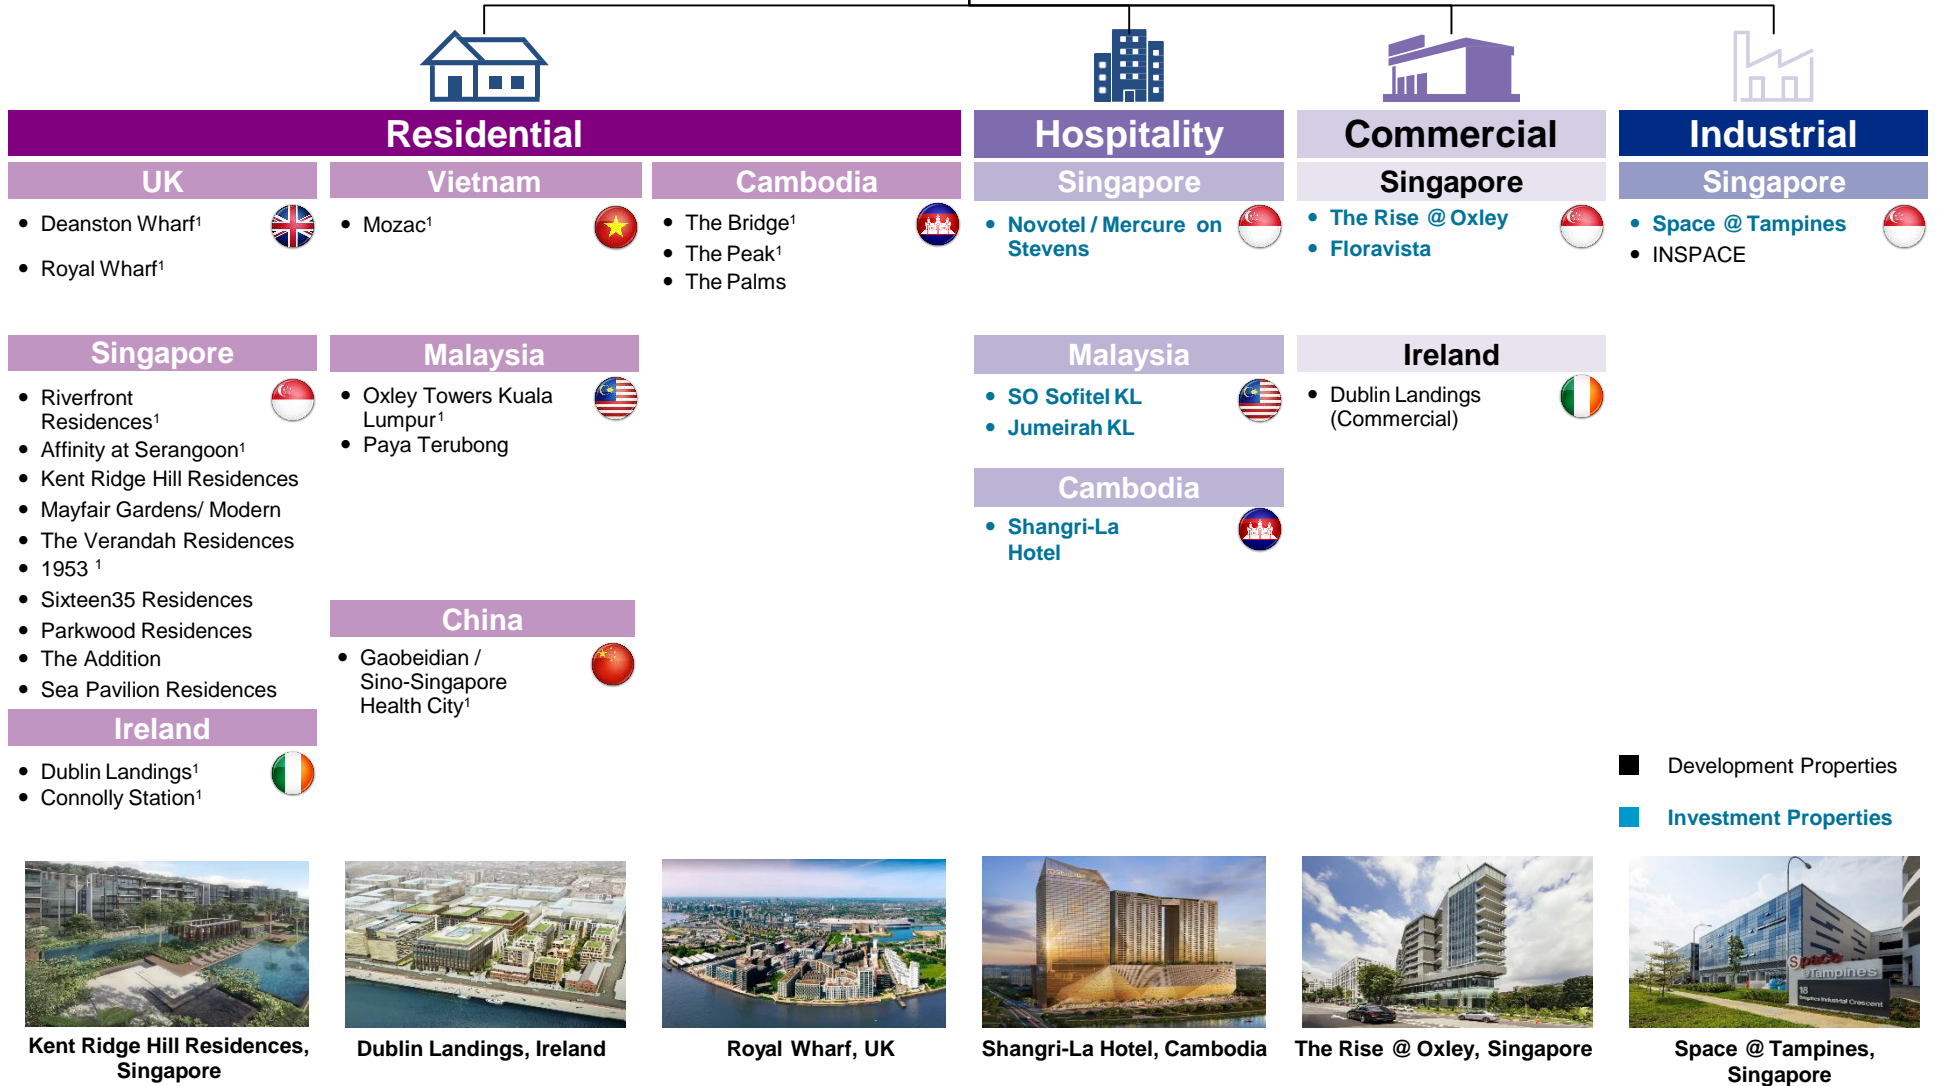 Residential
Hospitality
Commercial
Industrial
UK
Vietnam
Cambodia
Singapore
Singapore
Singapore
• Deanston Wharf¹
• Royal Wharf¹
• Mozac¹
• The Bridge¹
• The Peak¹
• The Palms
• Novotel / Mercure on
Stevens
• The Rise @ Oxley
• Floravista
• Space @ Tampines
• INSPACE
Singapore
• Riverfront
Residences¹
• Affinity at Serangoon¹
• Kent Ridge Hill Residences
• Mayfair Gardens/ Modern
• The Verandah Residences
• 1953 ¹
• Sixteen35 Residences
• Parkwood Residences
• The Addition
• Sea Pavilion Residences
Malaysia
• Oxley Towers Kuala
Lumpur¹
• Paya Terubong
China
• Gaobeidian /
Sino-Singapore
Health City¹
Malaysia
• SO Sofitel KL
• Jumeirah KL
Cambodia
• Shangri-La
Hotel
Ireland
• Dublin Landings
(Commercial)
Ireland
• Dublin Landings¹
• Connolly Station¹
Development Properties
Investment Properties
Space
@Tampines
18
Tampines Industrial Crescent
Kent Ridge Hill Residences,
Singapore
Dublin Landings, Ireland
Royal Wharf, UK
Shangri-La Hotel, Cambodia
The Rise @ Oxley, Singapore
Space @ Tampines,
Singapore